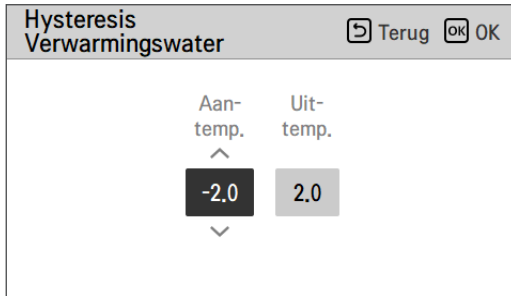 Hysteresis
Verwarmingswater
Terug OK OK
Aan-
temp.
Uit-
temp.
-2.0
2.0